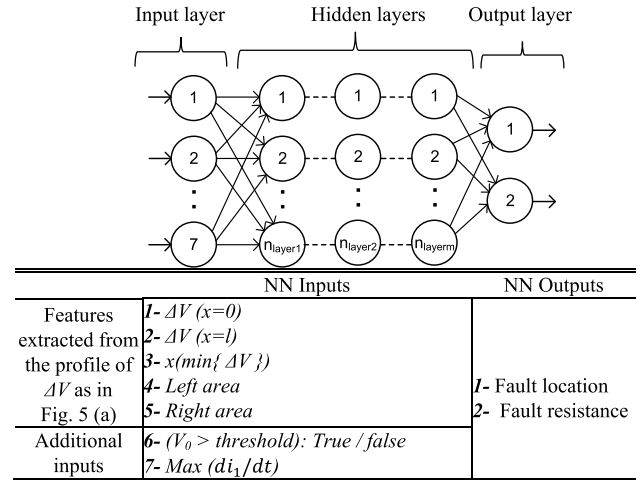 Input layer Hidden layers Output layer
1 1 1 1
1
2 2 2 2
2
7 n_layer1 n_layer2 n_layerm
NN Inputs NN Outputs
Features
extracted from
the profile of
ΔV as in
Fig. 5 (a)
1- ΔV (x=0)
2- ΔV (x=l)
3- x(min{ ΔV })
4- Left area
5- Right area
Additional
inputs
6- (V₀ > threshold): True / false
7- Max (di₁/dt)
1- Fault location
2- Fault resistance